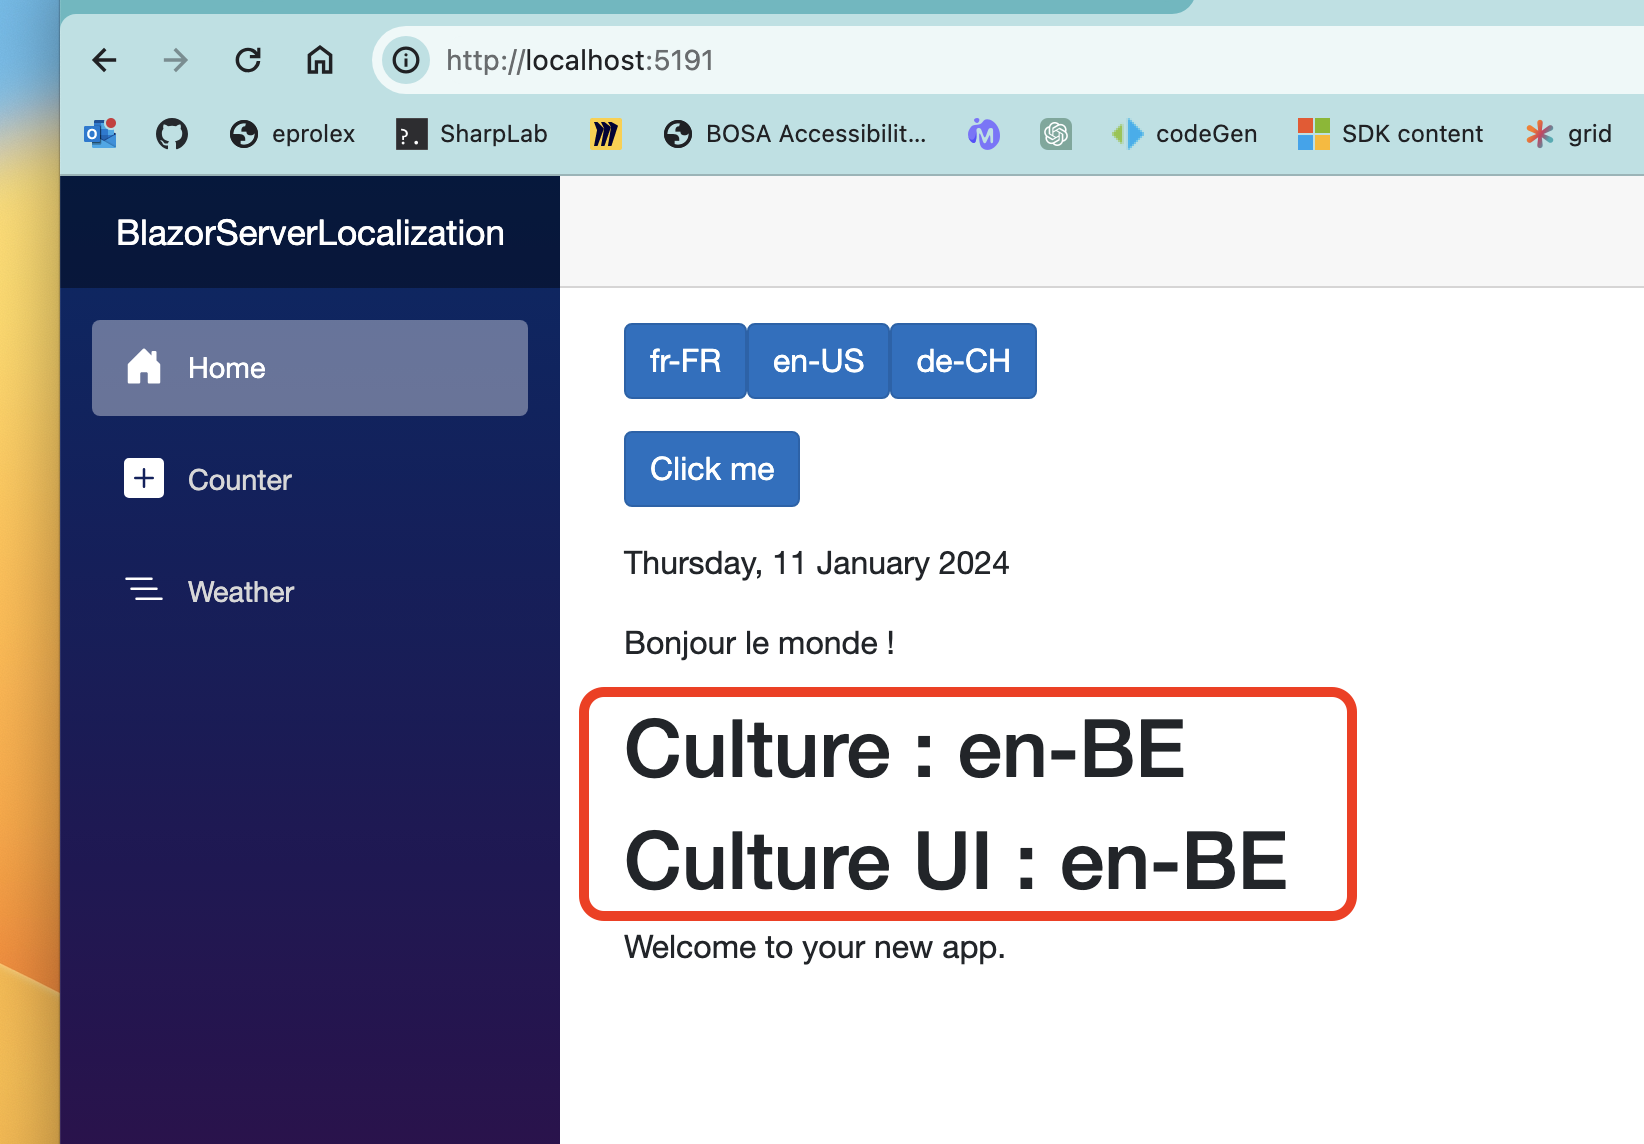 http://localhost:5191
eprolex SharpLab BOSA Accessibilit... codeGen SDK content grid
BlazorServerLocalization
Home
Counter
Weather
fr-FR en-US de-CH
Click me
Thursday, 11 January 2024
Bonjour le monde !
Culture : en-BE
Culture UI : en-BE
Welcome to your new app.